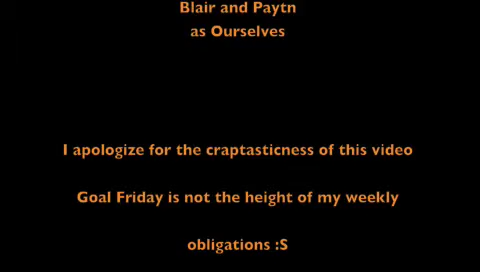 Blair and Paytn
as Ourselves
I apologize for the craptasticness of this video
Goal Friday is not the height of my weekly
obligations :S